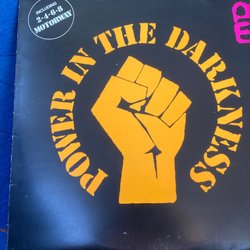 INCLUDING
2-4-6-8
MOTORWAY
POWER IN THE DARKNESS